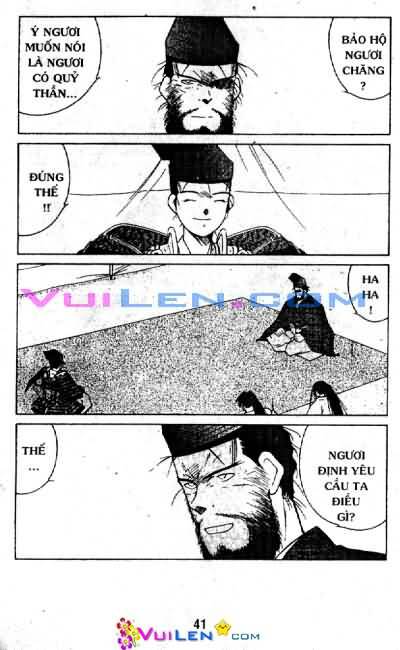 Ý NGƯƠI
MUỐN NÓI
LÀ NGƯƠI
CÓ QUỶ
THẦN...
BẢO HỘ
NGƯƠI
CHĂNG
?
ĐÚNG
THẾ
!!
HA
HA
!
VUILEN.COM
THẾ
...
NGƯƠI
ĐỊNH YÊU
CẦU TA
ĐIỀU
GÌ?
41
VUILEN.COM